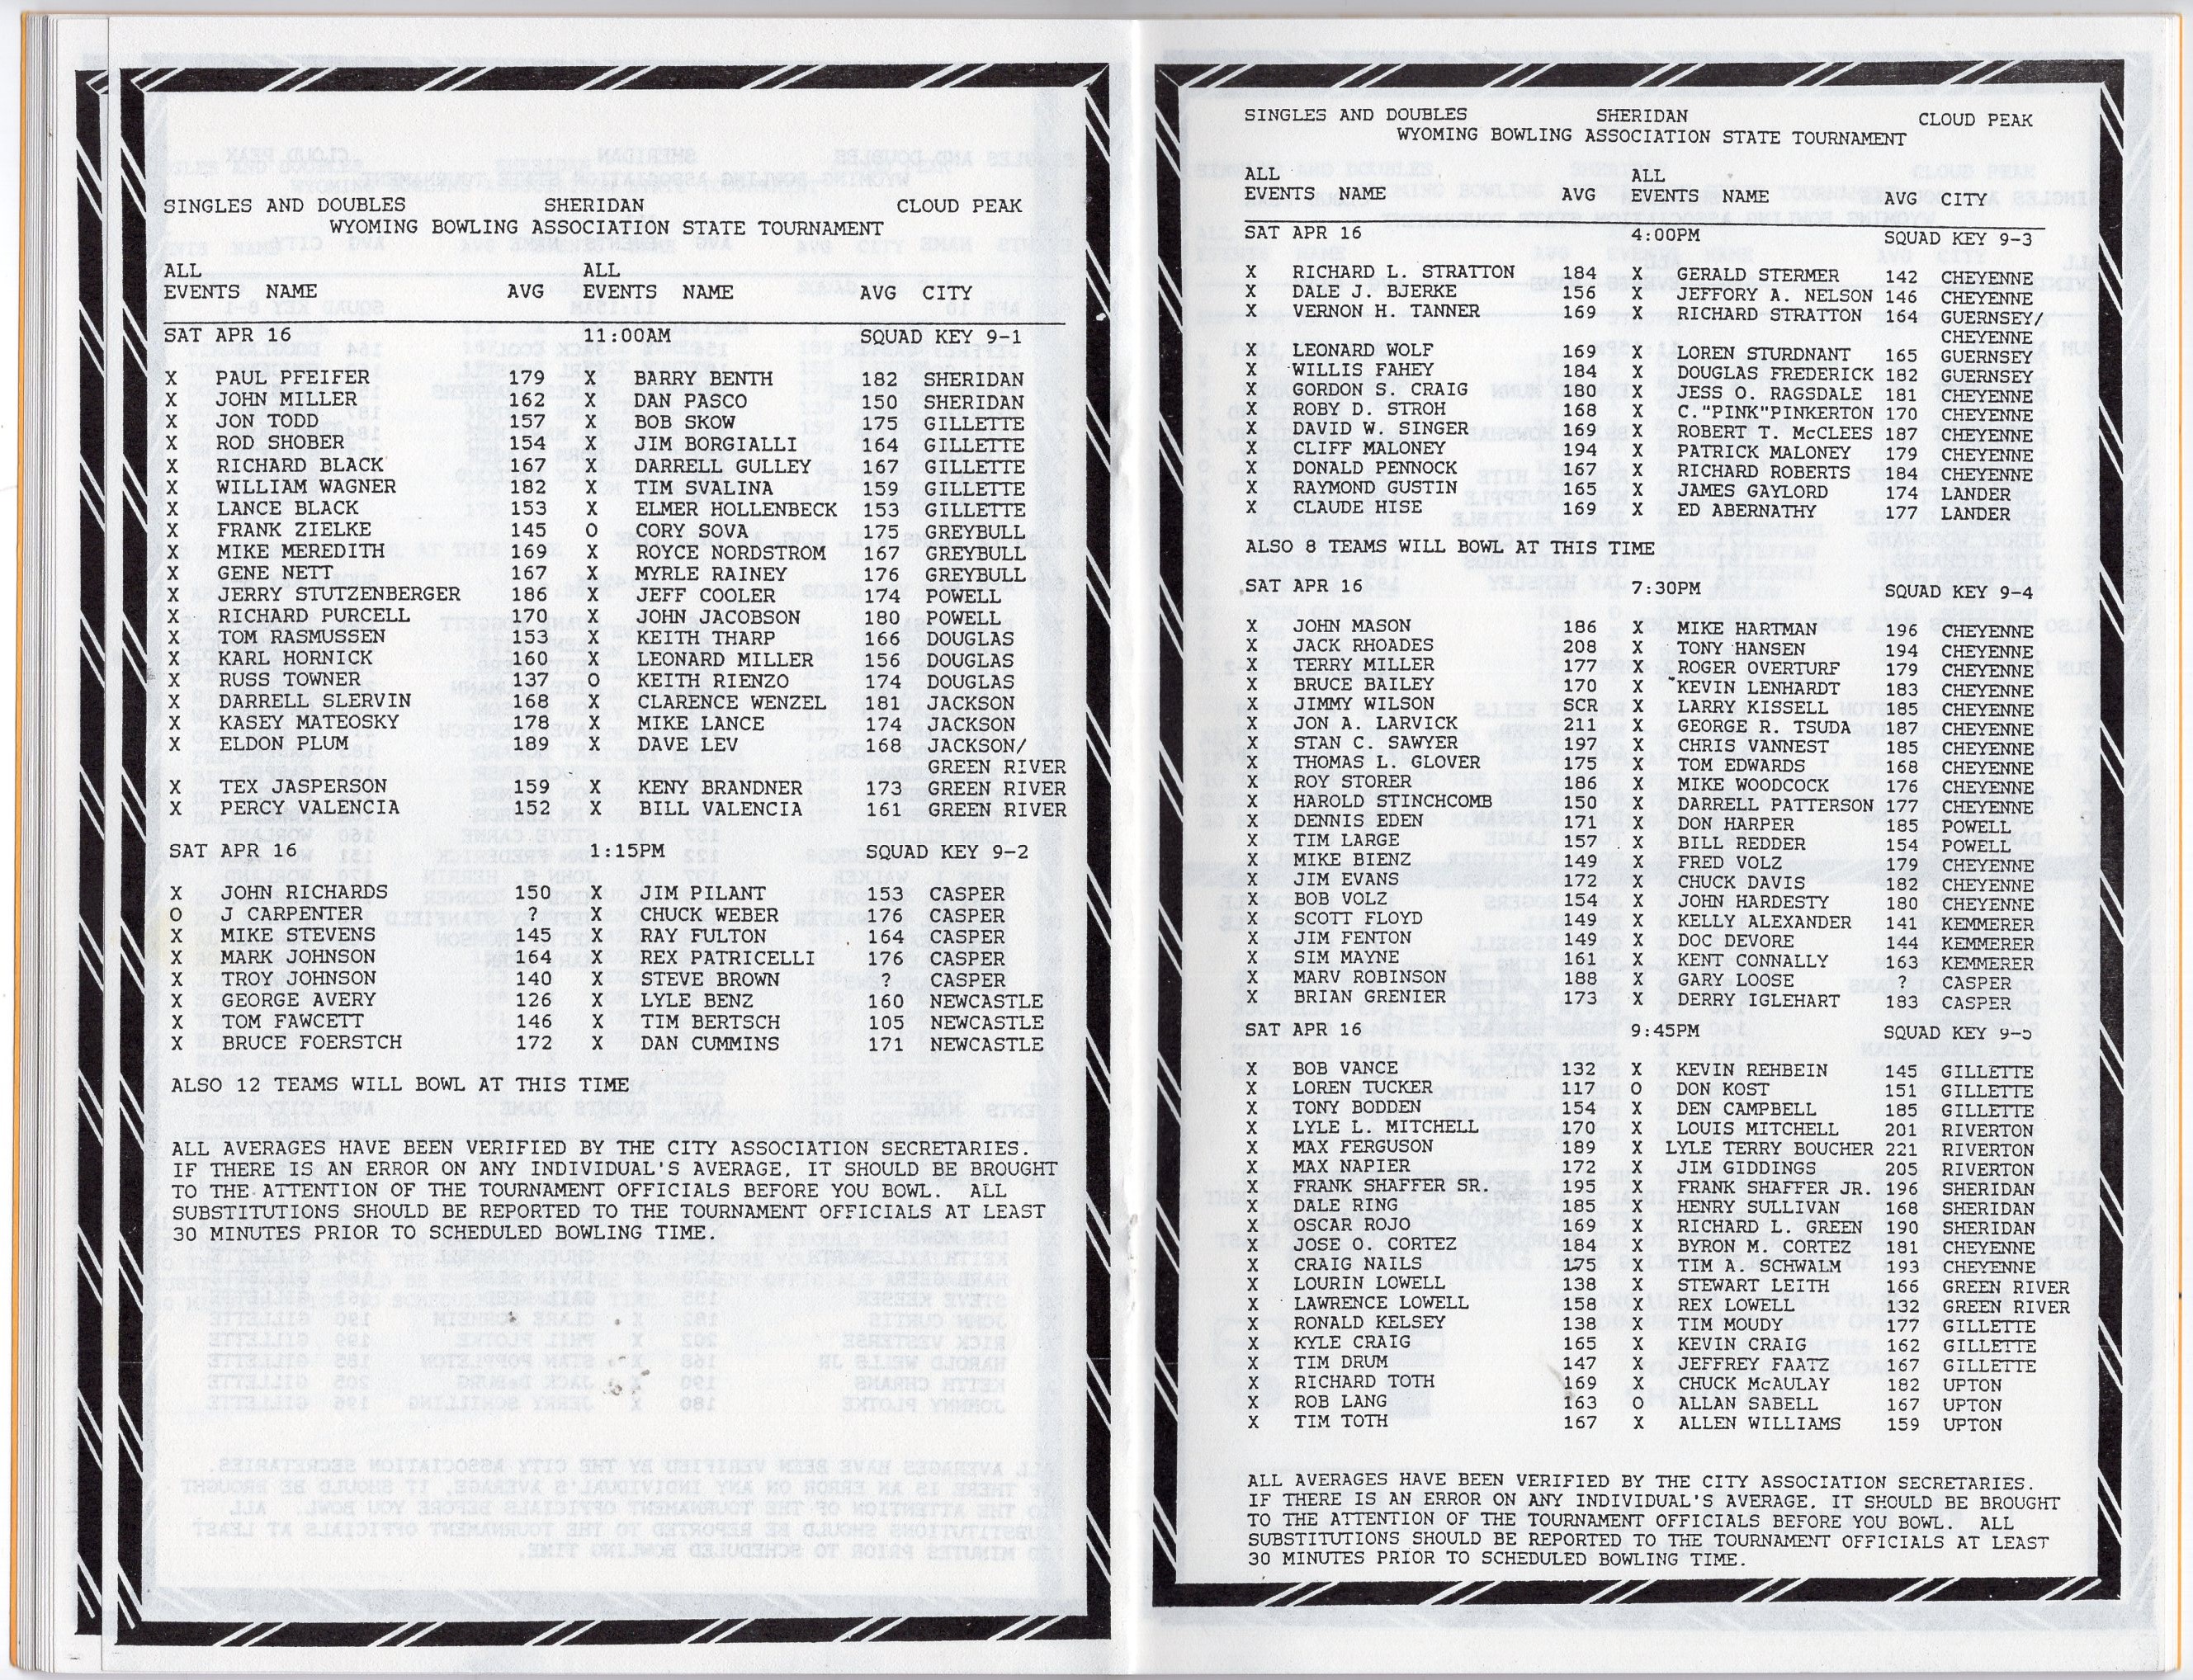 SINGLES AND DOUBLES SHERIDAN CLOUD PEAK
WYOMING BOWLING ASSOCIATION STATE TOURNAMENT
ALL ALL
EVENTS NAME AVG EVENTS NAME AVG CITY
SAT APR 16 11:00AM SQUAD KEY 9-1
X PAUL PFEIFER 179 X BARRY BENTH 182 SHERIDAN
X JOHN MILLER 162 X DAN PASCO 150 SHERIDAN
X JON TODD 157 X BOB SKOW 175 GILLETTE
X ROD SHOBER 154 X JIM BORGIALLI 164 GILLETTE
X RICHARD BLACK 167 X DARRELL GULLEY 167 GILLETTE
X WILLIAM WAGNER 182 X TIM SVALINA 159 GILLETTE
X LANCE BLACK 153 X ELMER HOLLENBECK 153 GILLETTE
X FRANK ZIELKE 145 O CORY SOVA 175 GREYBULL
X MIKE MEREDITH 169 X ROYCE NORDSTROM 167 GREYBULL
X GENE NETT 167 X MYRLE RAINEY 176 GREYBULL
X JERRY STUTZENBERGER 186 X JEFF COOLER 174 POWELL
X RICHARD PURCELL 170 X JOHN JACOBSON 180 POWELL
X TOM RASMUSSEN 153 X KEITH THARP 166 DOUGLAS
X KARL HORNICK 160 X LEONARD MILLER 156 DOUGLAS
X RUSS TOWNER 137 O KEITH RIENZO 174 DOUGLAS
X DARRELL SLERVIN 168 X CLARENCE WENZEL 181 JACKSON
X KASEY MATEOSKY 178 X MIKE LANCE 174 JACKSON
X ELDON PLUM 189 X DAVE LEV 168 JACKSON/
GREEN RIVER
X TEX JASPERSON 159 X KENY BRANDNER 173 GREEN RIVER
X PERCY VALENCIA 152 X BILL VALENCIA 161 GREEN RIVER
SAT APR 16 1:15PM SQUAD KEY 9-2
X JOHN RICHARDS 150 X JIM PILANT 153 CASPER
O J CARPENTER ? X CHUCK WEBER 176 CASPER
X MIKE STEVENS 145 X RAY FULTON 164 CASPER
X MARK JOHNSON 164 X REX PATRICELLI 176 CASPER
X TROY JOHNSON 140 X STEVE BROWN ? CASPER
X GEORGE AVERY 126 X LYLE BENZ 160 NEWCASTLE
X TOM FAWCETT 146 X TIM BERTSCH 105 NEWCASTLE
X BRUCE FOERSTCH 172 X DAN CUMMINS 171 NEWCASTLE
ALSO 12 TEAMS WILL BOWL AT THIS TIME
ALL AVERAGES HAVE BEEN VERIFIED BY THE CITY ASSOCIATION SECRETARIES.
IF THERE IS AN ERROR ON ANY INDIVIDUAL'S AVERAGE, IT SHOULD BE BROUGHT
TO THE ATTENTION OF THE TOURNAMENT OFFICIALS BEFORE YOU BOWL. ALL
SUBSTITUTIONS SHOULD BE REPORTED TO THE TOURNAMENT OFFICIALS AT LEAST
30 MINUTES PRIOR TO SCHEDULED BOWLING TIME.
SINGLES AND DOUBLES SHERIDAN CLOUD PEAK
WYOMING BOWLING ASSOCIATION STATE TOURNAMENT
ALL ALL
EVENTS NAME AVG EVENTS NAME AVG CITY
SAT APR 16 4:00PM SQUAD KEY 9-3
X RICHARD L. STRATTON 184 X GERALD STERMER 142 CHEYENNE
X DALE J. BJERKE 156 X JEFFORY A. NELSON 146 CHEYENNE
X VERNON H. TANNER 169 X RICHARD STRATTON 164 GUERNSEY/
CHEYENNE
X LEONARD WOLF 169 X LOREN STURDNANT 165 GUERNSEY
X WILLIS FAHEY 184 X DOUGLAS FREDERICK 182 GUERNSEY
X GORDON S. CRAIG 180 X JESS O. RAGSDALE 181 CHEYENNE
X ROBY D. STROH 168 X C."PINK"PINKERTON 170 CHEYENNE
X DAVID W. SINGER 169 X ROBERT T. McCLEES 187 CHEYENNE
X CLIFF MALONEY 194 X PATRICK MALONEY 179 CHEYENNE
X DONALD PENNOCK 167 X RICHARD ROBERTS 184 CHEYENNE
X RAYMOND GUSTIN 165 X JAMES GAYLORD 174 LANDER
X CLAUDE HISE 169 X ED ABERNATHY 177 LANDER
ALSO 8 TEAMS WILL BOWL AT THIS TIME
SAT APR 16 7:30PM SQUAD KEY 9-4
X JOHN MASON 186 X MIKE HARTMAN 196 CHEYENNE
X JACK RHOADES 208 X TONY HANSEN 194 CHEYENNE
X TERRY MILLER 177 X ROGER OVERTURF 179 CHEYENNE
X BRUCE BAILEY 170 X KEVIN LENHARDT 183 CHEYENNE
X JIMMY WILSON SCR X LARRY KISSELL 185 CHEYENNE
X JON A. LARVICK 211 X GEORGE R. TSUDA 187 CHEYENNE
X STAN C. SAWYER 197 X CHRIS VANNEST 185 CHEYENNE
X THOMAS L. GLOVER 175 X TOM EDWARDS 168 CHEYENNE
X ROY STORER 186 X MIKE WOODCOCK 176 CHEYENNE
X HAROLD STINCHCOMB 150 X DARRELL PATTERSON 177 CHEYENNE
X DENNIS EDEN 171 X DON HARPER 185 POWELL
X TIM LARGE 157 X BILL REDDER 154 POWELL
X MIKE BIENZ 149 X FRED VOLZ 179 CHEYENNE
X JIM EVANS 172 X CHUCK DAVIS 182 CHEYENNE
X BOB VOLZ 154 X JOHN HARDESTY 180 CHEYENNE
X SCOTT FLOYD 149 X KELLY ALEXANDER 141 KEMMERER
X JIM FENTON 149 X DOC DEVORE 144 KEMMERER
X SIM MAYNE 161 X KENT CONNALLY 163 KEMMERER
X MARV ROBINSON 188 X GARY LOOSE ? CASPER
X BRIAN GRENIER 173 X DERRY IGLEHART 183 CASPER
SAT APR 16 9:45PM SQUAD KEY 9-5
X BOB VANCE 132 X KEVIN REHBEIN 145 GILLETTE
X LOREN TUCKER 117 O DON KOST 151 GILLETTE
X TONY BODDEN 154 X DEN CAMPBELL 185 GILLETTE
X LYLE L. MITCHELL 170 X LOUIS MITCHELL 201 RIVERTON
X MAX FERGUSON 189 X LYLE TERRY BOUCHER 221 RIVERTON
X MAX NAPIER 172 X JIM GIDDINGS 205 RIVERTON
X FRANK SHAFFER SR. 195 X FRANK SHAFFER JR. 196 SHERIDAN
X DALE RING 185 X HENRY SULLIVAN 168 SHERIDAN
X OSCAR ROJO 169 X RICHARD L. GREEN 190 SHERIDAN
X JOSE O. CORTEZ 184 X BYRON M. CORTEZ 181 CHEYENNE
X CRAIG NAILS 175 X TIM A. SCHWALM 193 CHEYENNE
X LOURIN LOWELL 138 X STEWART LEITH 166 GREEN RIVER
X LAWRENCE LOWELL 158 X REX LOWELL 132 GREEN RIVER
X RONALD KELSEY 138 X TIM MOUDY 177 GILLETTE
X KYLE CRAIG 165 X KEVIN CRAIG 162 GILLETTE
X TIM DRUM 147 X JEFFREY FAATZ 167 GILLETTE
X RICHARD TOTH 169 X CHUCK McAULAY 182 UPTON
X ROB LANG 163 O ALLAN SABELL 167 UPTON
X TIM TOTH 167 X ALLEN WILLIAMS 159 UPTON
ALL AVERAGES HAVE BEEN VERIFIED BY THE CITY ASSOCIATION SECRETARIES.
IF THERE IS AN ERROR ON ANY INDIVIDUAL'S AVERAGE, IT SHOULD BE BROUGHT
TO THE ATTENTION OF THE TOURNAMENT OFFICIALS BEFORE YOU BOWL. ALL
SUBSTITUTIONS SHOULD BE REPORTED TO THE TOURNAMENT OFFICIALS AT LEAST
30 MINUTES PRIOR TO SCHEDULED BOWLING TIME.